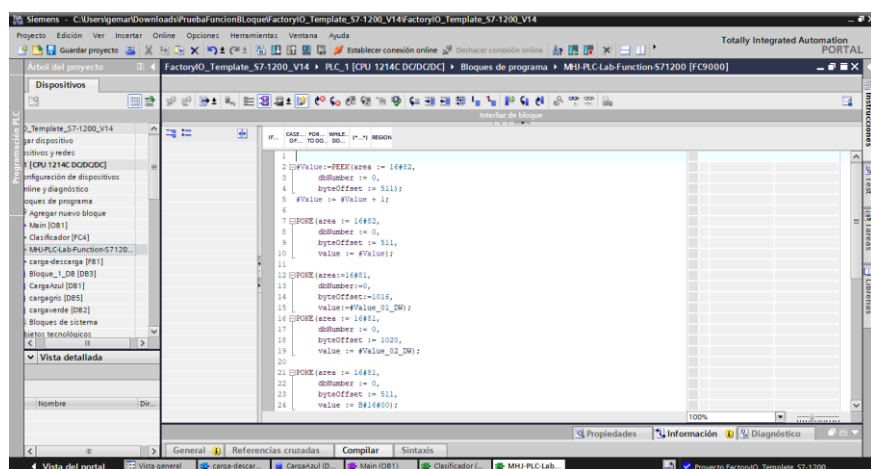 Siemens - C:\Users\gemar\Downloads\PruebaFuncionBLoque\FactoryIO_Template_S7-1200_V14\FactoryIO_Template_S7-1200_V14
Proyecto Edición Ver Insertar Online Opciones Herramientas Ventana Ayuda
Guardar proyecto Establecer conexión online Deshacer conexión online
Totally Integrated Automation
PORTAL
Árbol del proyecto
FactoryIO_Template_S7-1200_V14 PLC_1 [CPU 1214C DC/DC/DC] Bloques de programa MHJ-PLC-Lab-Function-S71200 [FC9000]
Dispositivos
Programación PLC
Interfaz de bloque
IF... CASE... OF... FOR... TO DO... WHILE... DO... (*...*) REGION
_Template_S7-1200_V14
gar dispositivo
sitivos y redes
[CPU 1214C DC/DC/DC]
nfiguración de dispositivos
nline y diagnóstico
oques de programa
Agregar nuevo bloque
Main [OB1]
Clasificador [FC4]
MHJ-PLC-Lab-Function-S7120...
carga-descarga [FB1]
Bloque_1_DB [DB3]
CargaAzul [DB1]
cargagris [DB5]
cargaverde [DB2]
Bloques de sistema
bjetos tecnológicos
1
2 #Value:=PEEK(area := 16#82,
3 dbNumber := 0,
4 byteOffset := 511);
5 #Value := #Value + 1;
6
7 POKE(area := 16#82,
8 dbNumber := 0,
9 byteOffset := 511,
10 value := #Value);
11
12 POKE(area:=16#81,
13 dbNumber:=0,
14 byteOffset:=1016,
15 value:=#Value_01_DW);
16 POKE(area := 16#81,
17 dbNumber := 0,
18 byteOffset := 1020,
19 value := #Value_02_DW);
20
21 POKE(area := 16#81,
22 dbNumber := 0,
23 byteOffset := 511,
24 value := B#16#00);
Instrucciones
Test
Tareas
Librerías
Vista detallada
Nombre Dir...
100%
Propiedades Información Diagnóstico
General Referencias cruzadas Compilar Sintaxis
Vista del portal Vista general carga-descar... CargaAzul (D... Main (OB1) Clasificador (... MHJ-PLC-Lab... Proyecto FactoryIO_Template_S7-1200